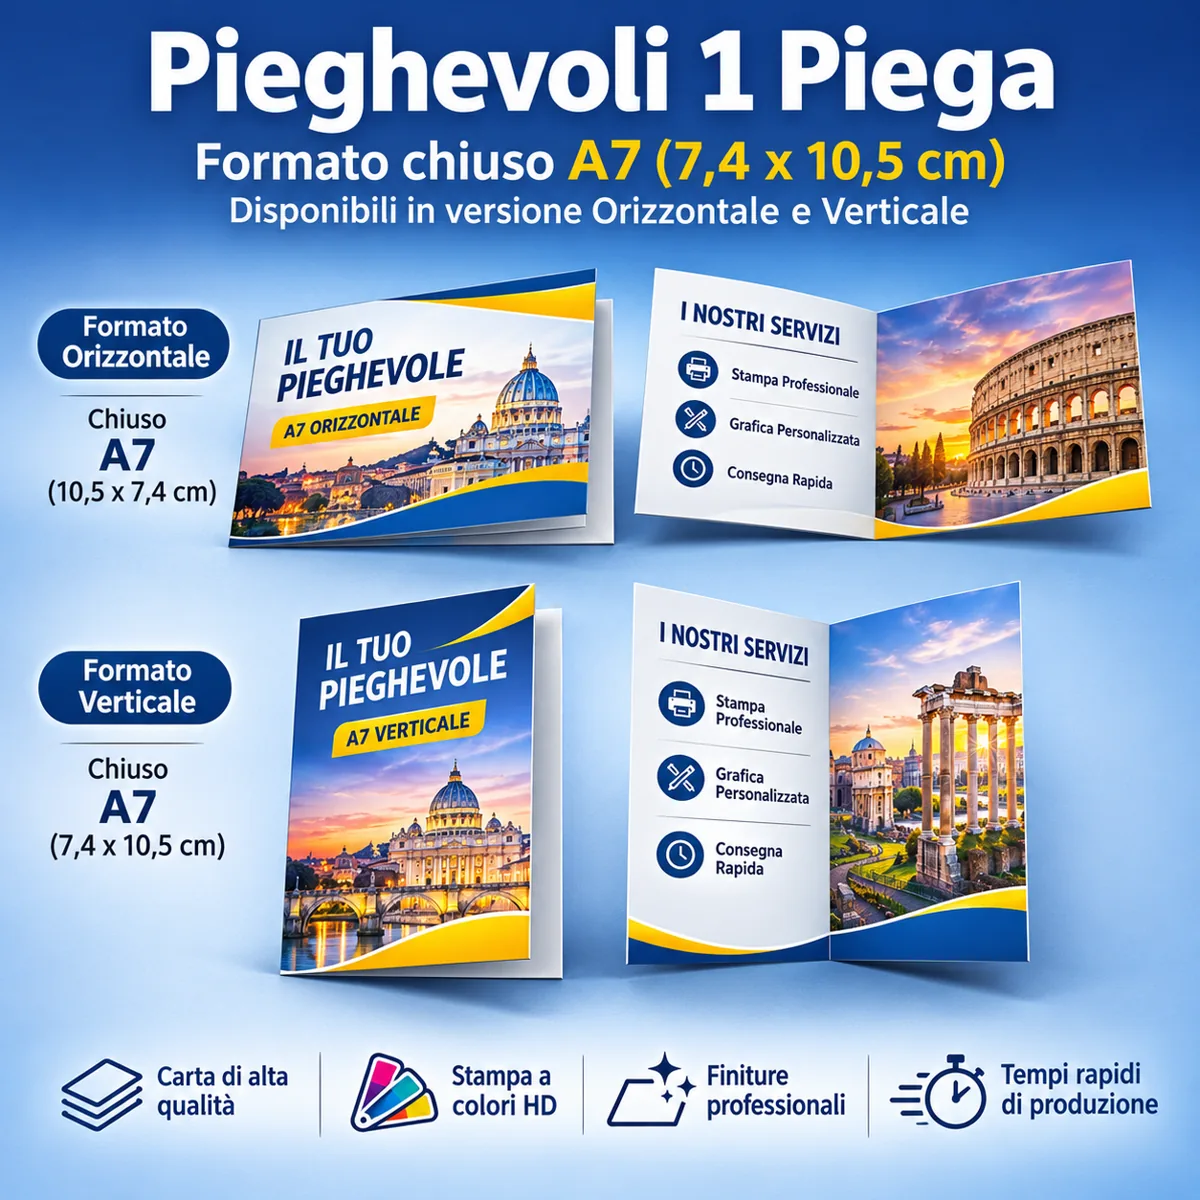 Pieghevoli 1 Piega
Formato chiuso A7 (7,4 x 10,5 cm)
Disponibili in versione Orizzontale e Verticale
Formato
Orizzontale
Chiuso
A7
(10,5 x 7,4 cm)
IL TUO
PIEGHEVOLE
A7 ORIZZONTALE
I NOSTRI SERVIZI
Stampa Professionale
Grafica Personalizzata
Consegna Rapida
Formato
Verticale
Chiuso
A7
(7,4 x 10,5 cm)
IL TUO
PIEGHEVOLE
A7 VERTICALE
I NOSTRI SERVIZI
Stampa
Professionale
Grafica
Personalizzata
Consegna
Rapida
Carta di alta
qualità
Stampa a
colori HD
Finiture
professionali
Tempi rapidi
di produzione